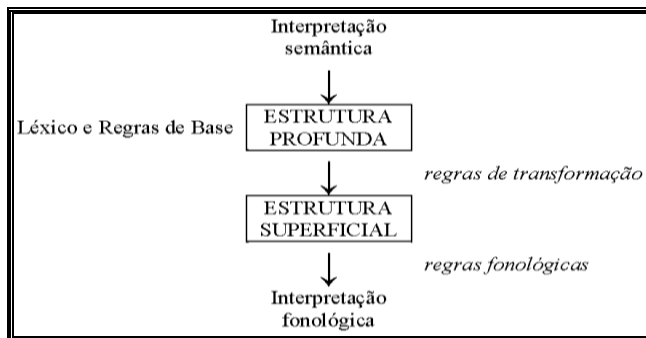 Interpretação
semântica
Léxico e Regras de Base
ESTRUTURA
PROFUNDA
regras de transformação
ESTRUTURA
SUPERFICIAL
regras fonológicas
Interpretação
fonológica